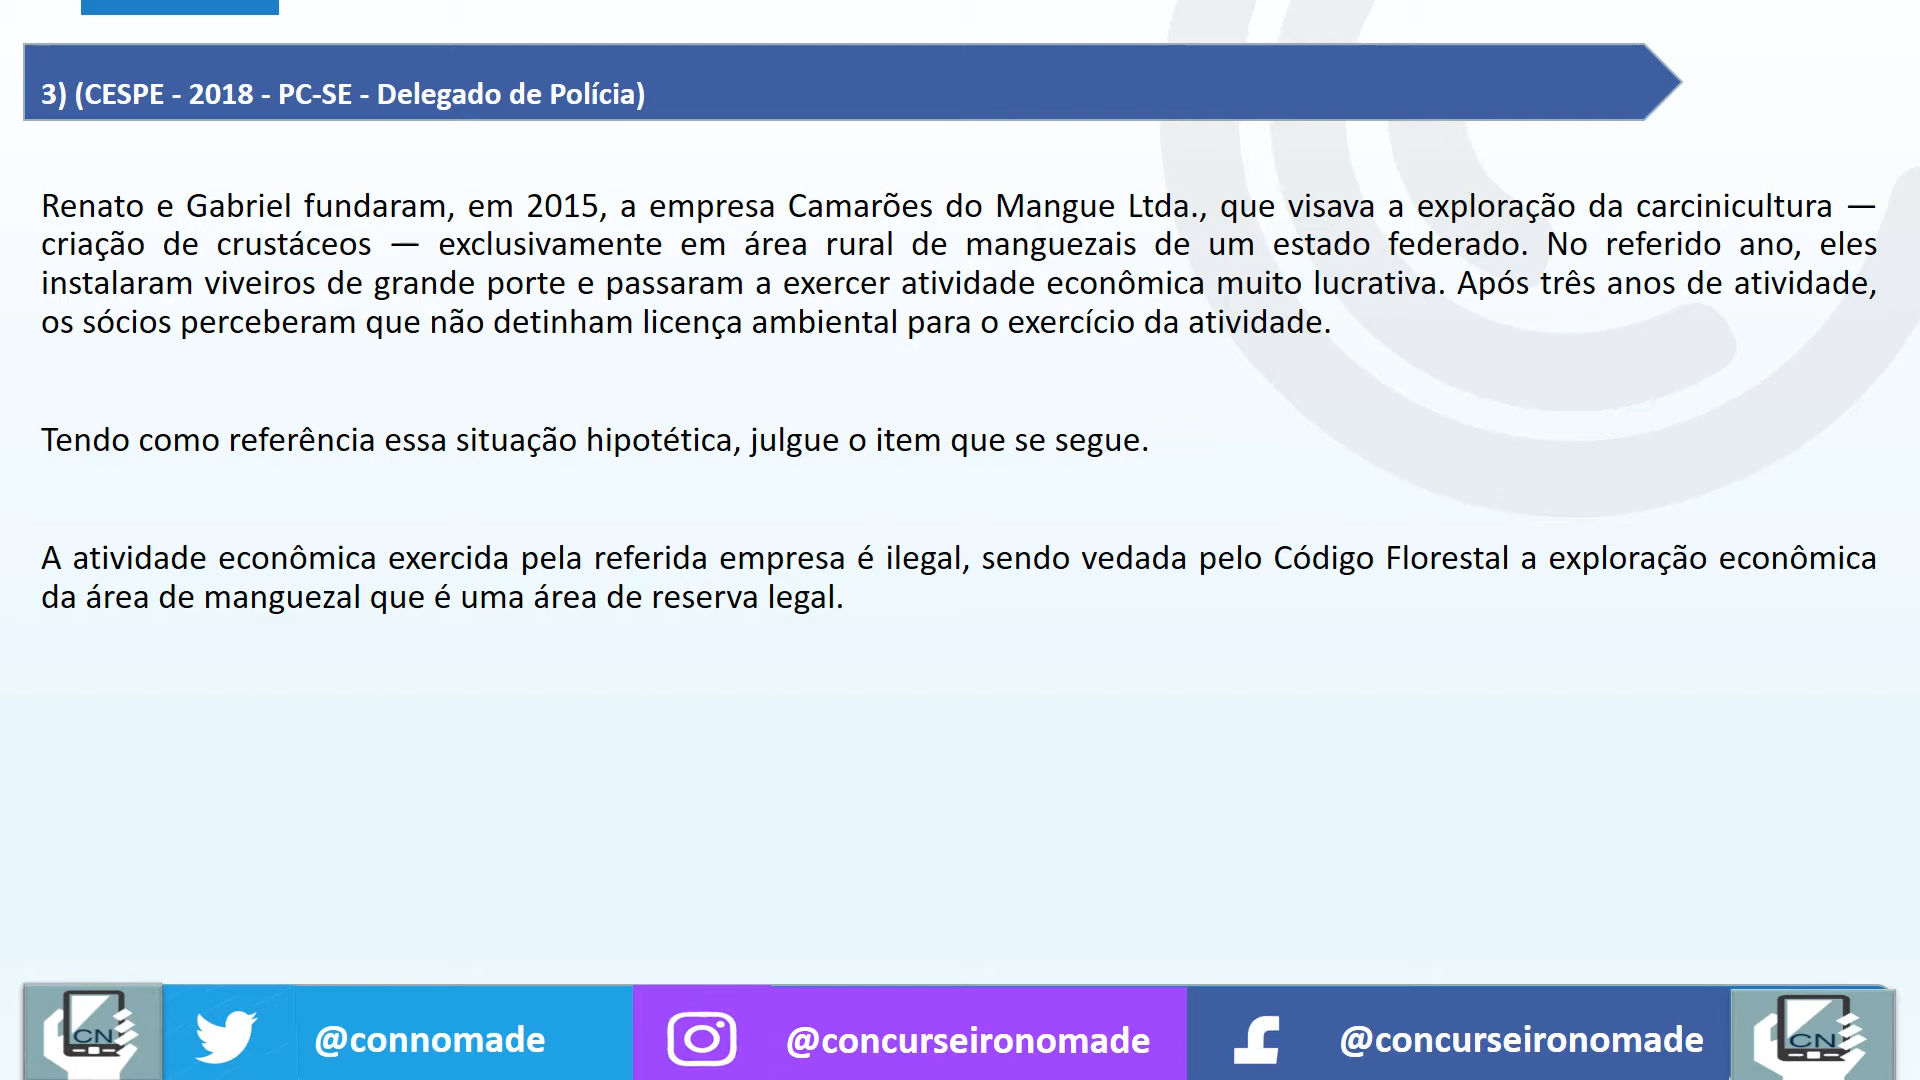 3) (CESPE - 2018 - PC-SE - Delegado de Polícia)
Renato e Gabriel fundaram, em 2015, a empresa Camarões do Mangue Ltda., que visava a exploração da carcinicultura —
criação de crustáceos — exclusivamente em área rural de manguezais de um estado federado. No referido ano, eles
instalaram viveiros de grande porte e passaram a exercer atividade econômica muito lucrativa. Após três anos de atividade,
os sócios perceberam que não detinham licença ambiental para o exercício da atividade.
Tendo como referência essa situação hipotética, julgue o item que se segue.
A atividade econômica exercida pela referida empresa é ilegal, sendo vedada pelo Código Florestal a exploração econômica
da área de manguezal que é uma área de reserva legal.
CN @connomade @concurseironomade @concurseironomade CN